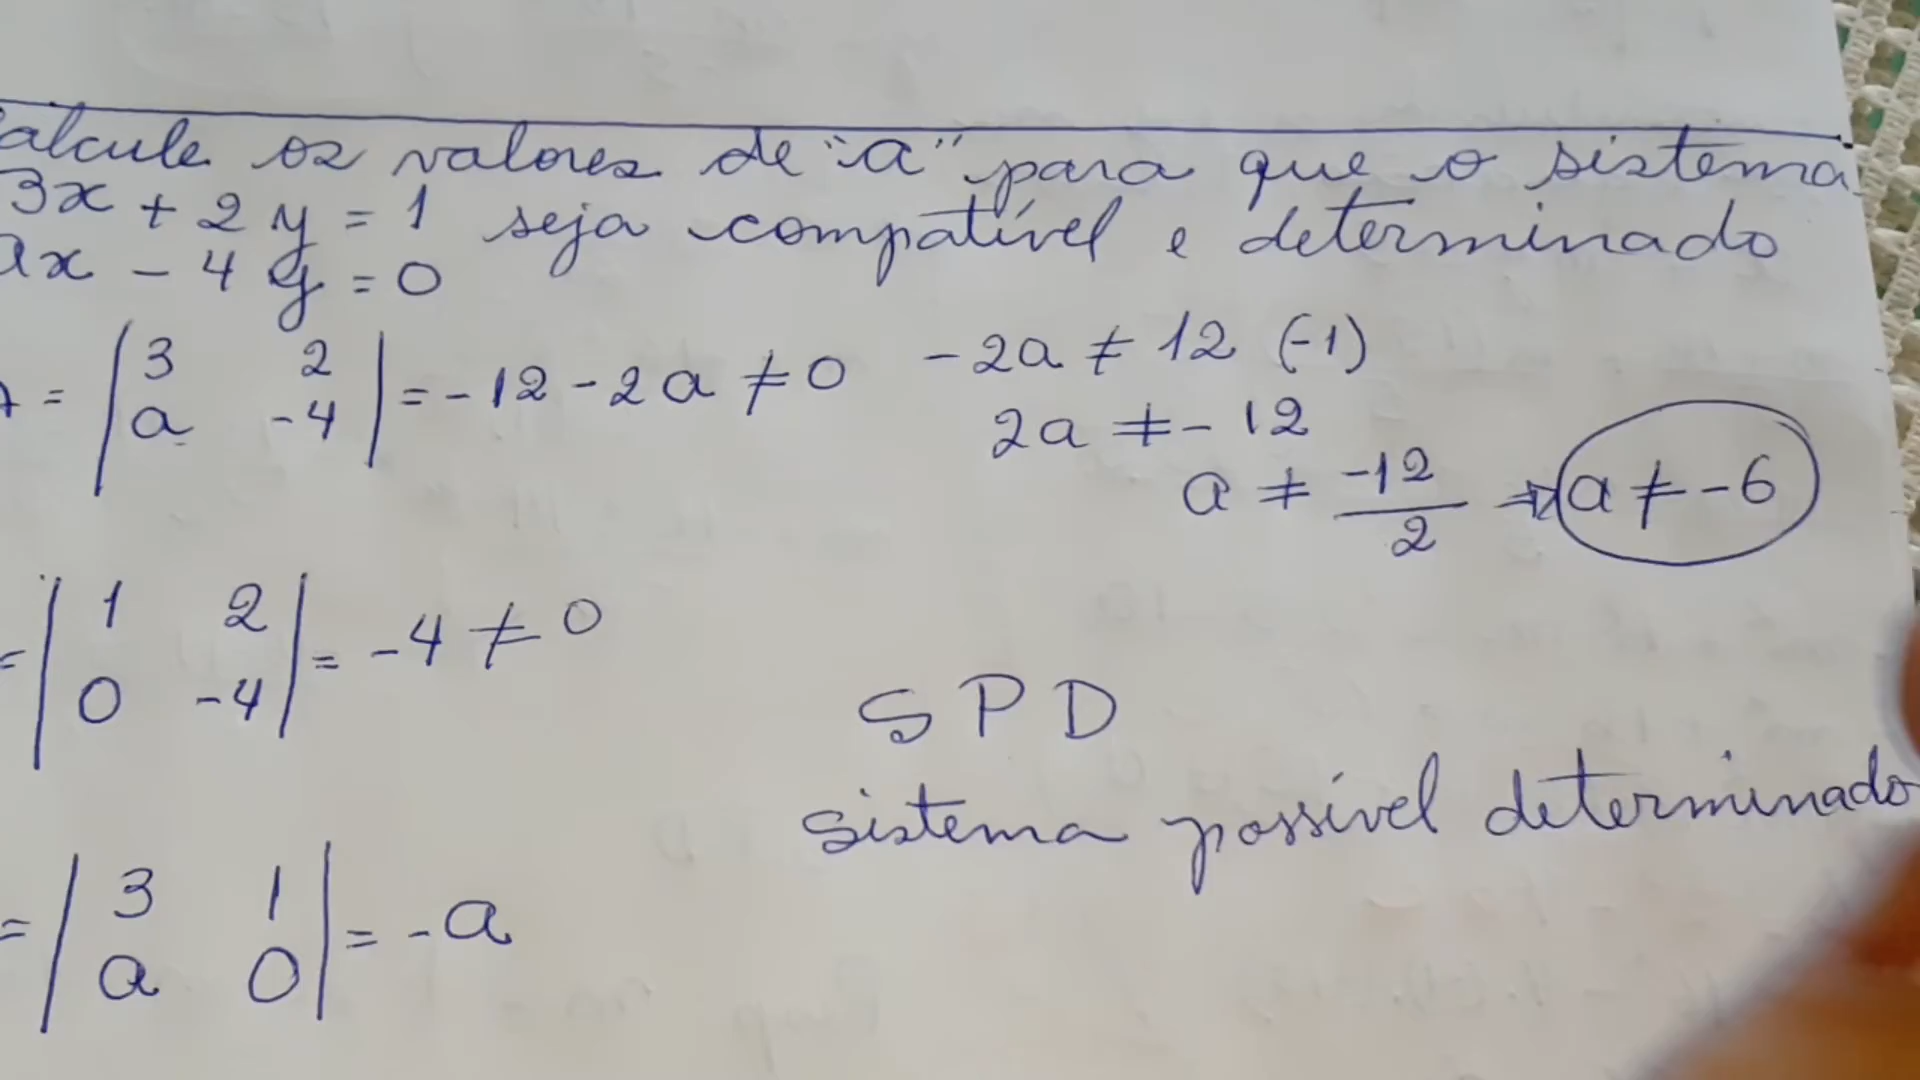 alcule os valores de "a" para que o sistema
3x + 2y = 1 seja compatível e determinado
ax - 4y = 0
= | 3 2 | = -12 - 2a ≠ 0
| a -4 |
-2a ≠ 12 (-1)
2a ≠ -12
a ≠ -12/2 → a ≠ -6
= | 1 2 | = -4 ≠ 0
| 0 -4 |
SPD
sistema possível determinado
= | 3 1 | = -a
| a 0 |